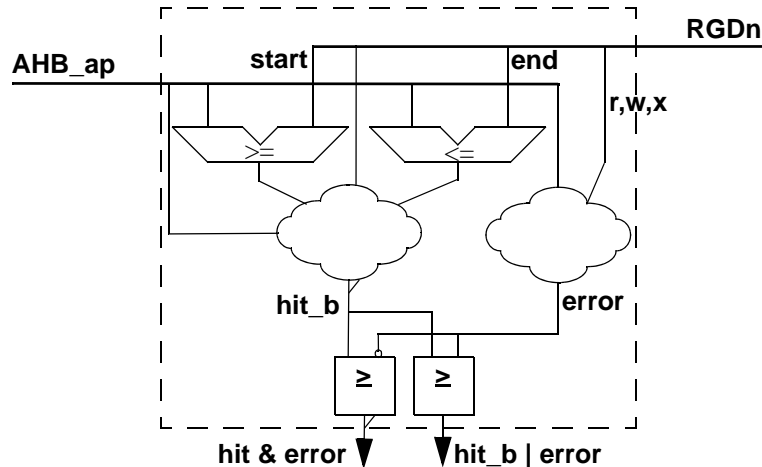 RGDn
start
end
AHB_ap
r,w,x
>=
<=
hit_b
error
≥
≥
hit & error
hit_b | error